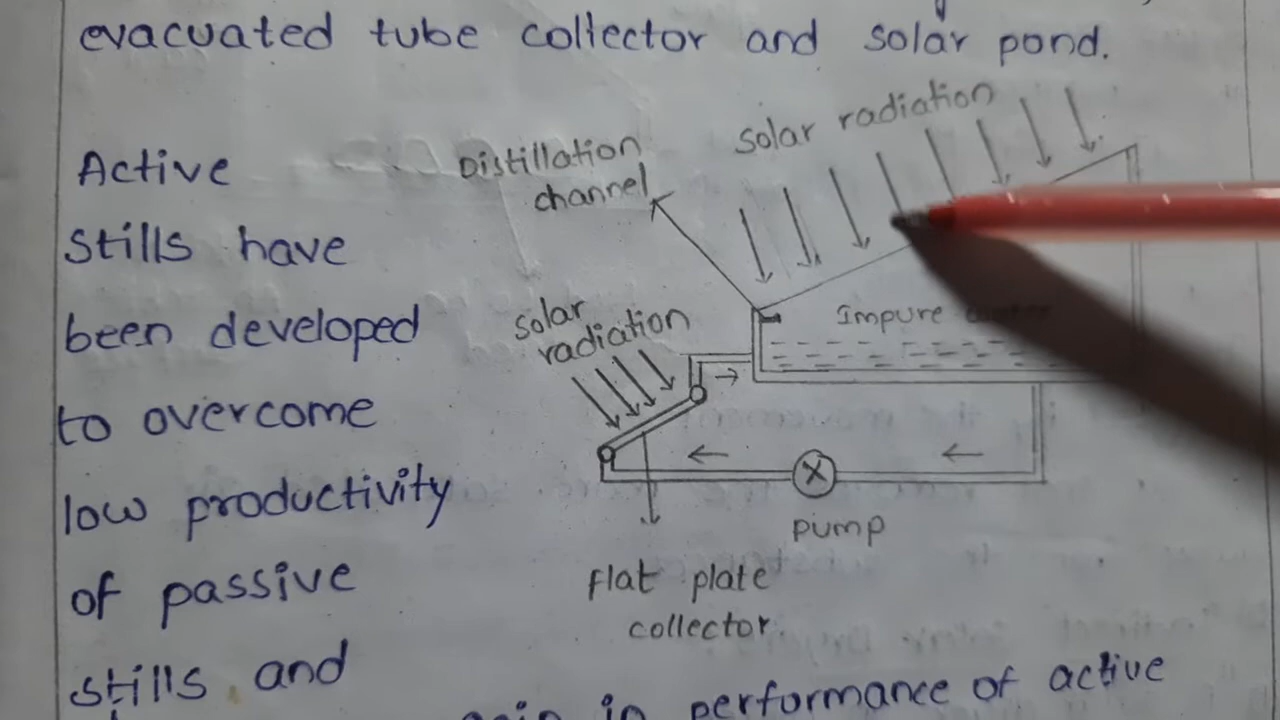 evacuated tube collector and solar pond.
Active
stills have
been developed
to overcome
low productivity
of passive
stills and
in performance of active
Distillation
channel
solar radiation
solar
radiation
Impure
pump
flat plate
collector